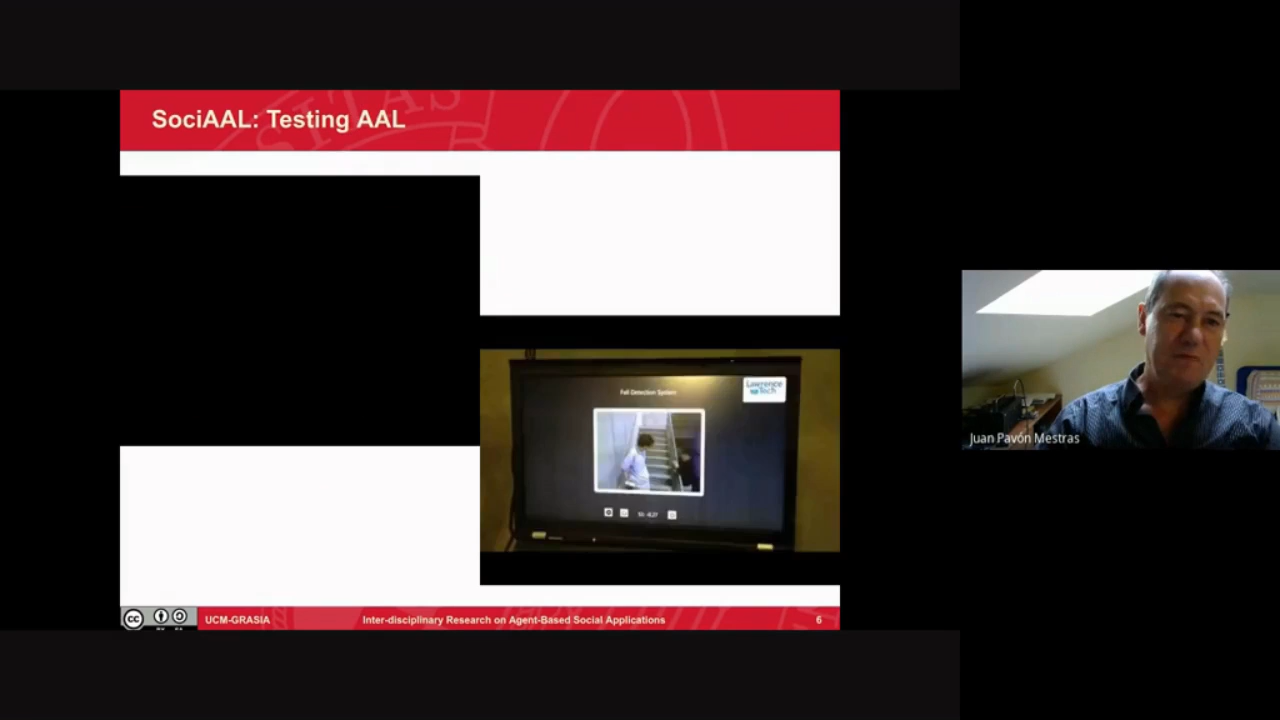 SociAAL: Testing AAL
Fall Detection System
Lawrence
Tech
Juan Pavón Mestras
cc
UCM-GRASIA
Inter-disciplinary Research on Agent-Based Social Applications
6